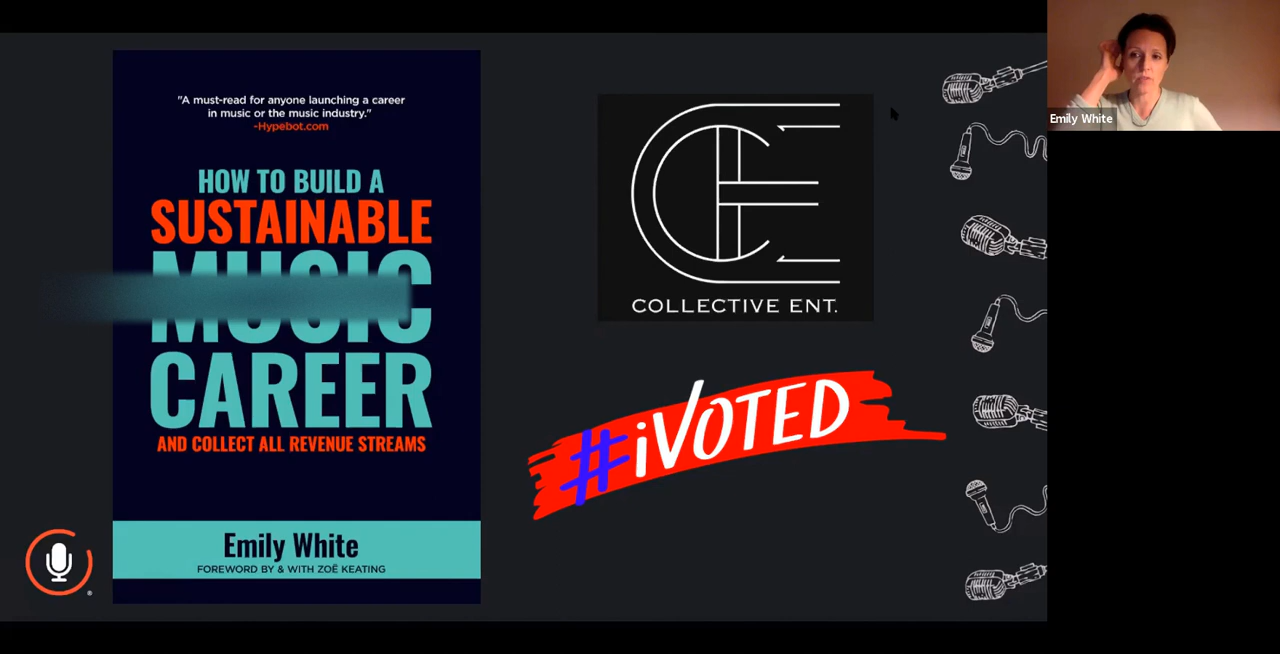 "A must-read for anyone launching a career
in music or the music industry."
-Hypebot.com
HOW TO BUILD A
SUSTAINABLE
MUSIC
CAREER
AND COLLECT ALL REVENUE STREAMS
Emily White
FOREWORD BY & WITH ZOË KEATING
®
CE
COLLECTIVE ENT.
#iVOTED
Emily White